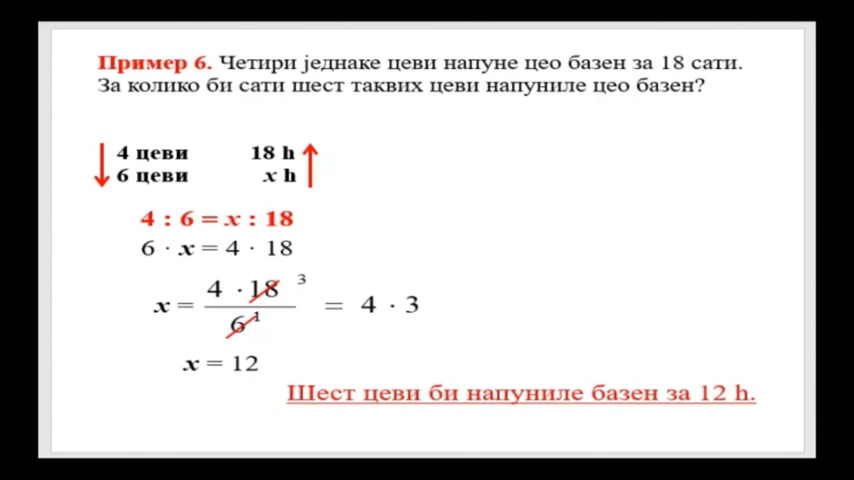 Пример 6. Четири једнаке цеви напуне цео базен за 18 сати.
За колико би сати шест таквих цеви напуниле цео базен?
4 цеви 18 h
6 цеви x h
4 : 6 = x : 18
6 · x = 4 · 18
x = 4 · 18 3 / 6 1 = 4 · 3
x = 12
Шест цеви би напуниле базен за 12 h.